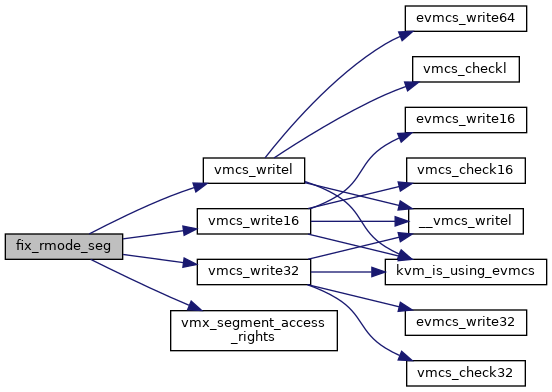 fix_rmode_seg
vmcs_writel
vmcs_write16
vmcs_write32
vmx_segment_access
_rights
evmcs_write64
vmcs_checkl
evmcs_write16
vmcs_check16
__vmcs_writel
kvm_is_using_evmcs
evmcs_write32
vmcs_check32